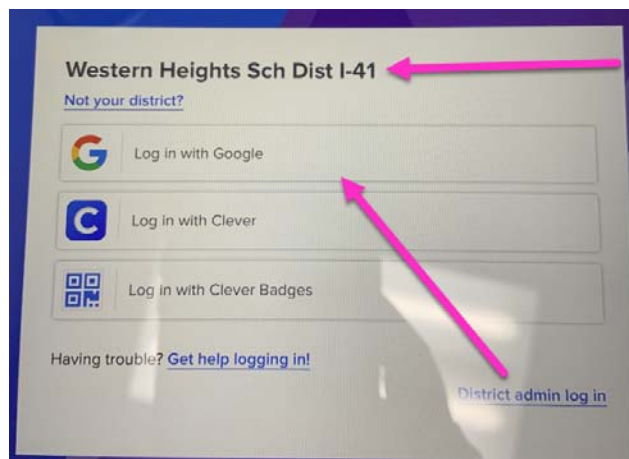 Western Heights Sch Dist I-41
Not your district?
Log in with Google
Log in with Clever
Log in with Clever Badges
Having trouble? Get help logging in!
District admin log in